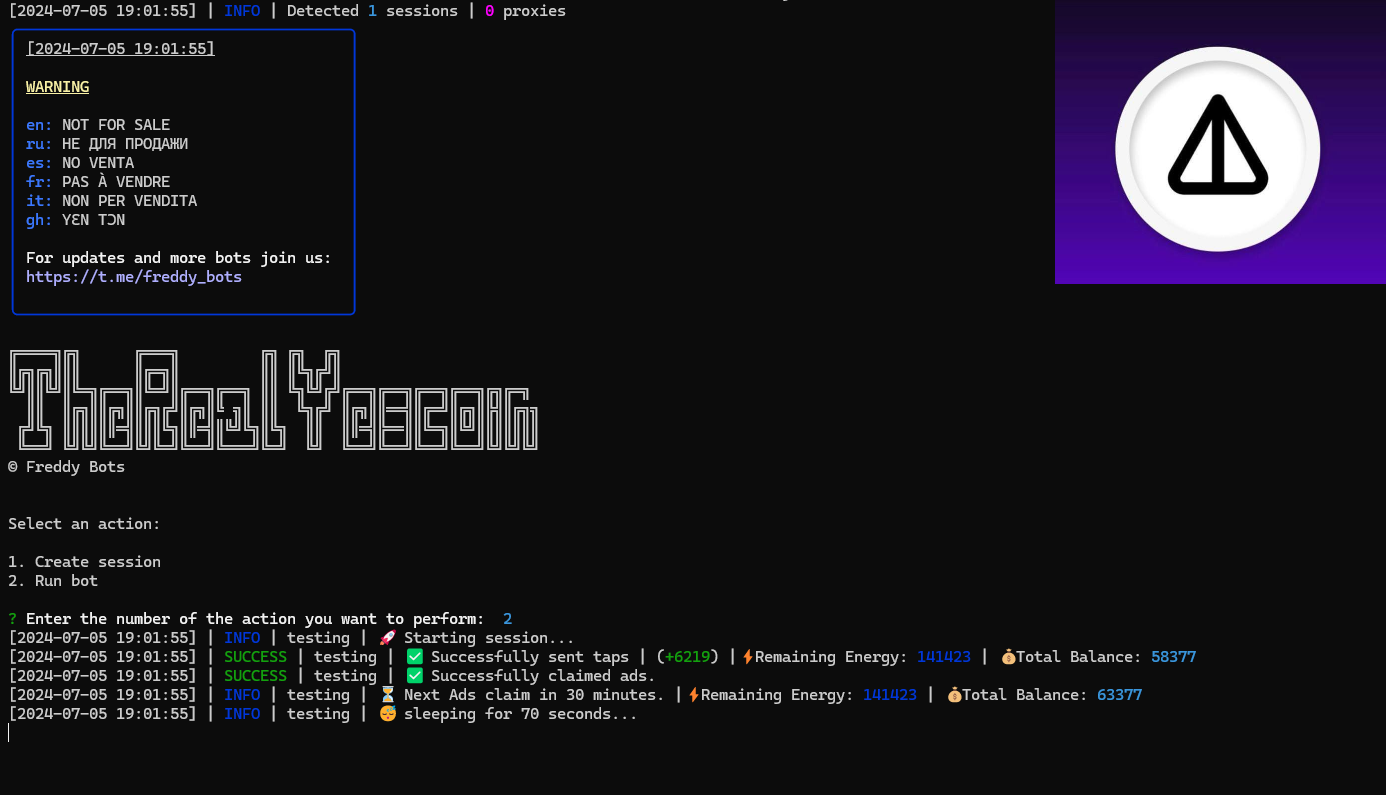 [2024-07-05 19:01:55] | INFO | Detected 1 sessions | 0 proxies
[2024-07-05 19:01:55]
WARNING
en: NOT FOR SALE
ru: НЕ ДЛЯ ПРОДАЖИ
es: NO VENTA
fr: PAS À VENDRE
it: NON PER VENDITA
gh: YƐN TƆN
For updates and more bots join us:
https://t.me/freddy_bots
TapCoins
© Freddy Bots
Select an action:
1. Create session
2. Run bot
? Enter the number of the action you want to perform: 2
[2024-07-05 19:01:55] | INFO | testing | 🚀 Starting session...
[2024-07-05 19:01:55] | SUCCESS | testing | ✅ Successfully sent taps | (+6219) |⚡Remaining Energy: 141423 | 💰Total Balance: 58377
[2024-07-05 19:01:55] | SUCCESS | testing | ✅ Successfully claimed ads.
[2024-07-05 19:01:55] | INFO | testing | ⏳ Next Ads claim in 30 minutes. |⚡Remaining Energy: 141423 | 💰Total Balance: 63377
[2024-07-05 19:01:55] | INFO | testing | 😴 sleeping for 70 seconds...